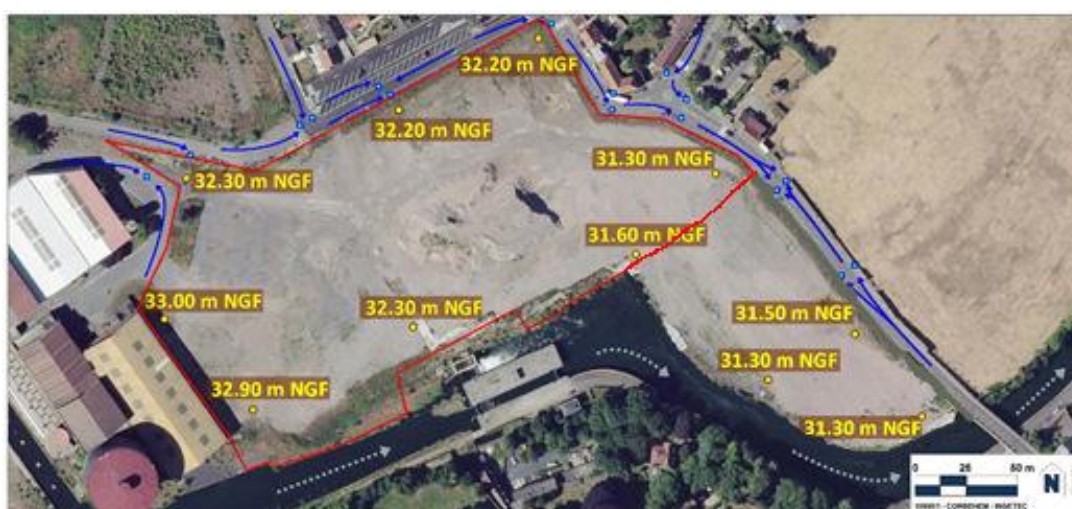 32.20 m NGF
32.20 m NGF
32.30 m NGF
31.30 m NGF
31.60 m NGF
33.00 m NGF
32.30 m NGF
31.50 m NGF
31.30 m NGF
32.90 m NGF
31.30 m NGF
0 25 50 m
N